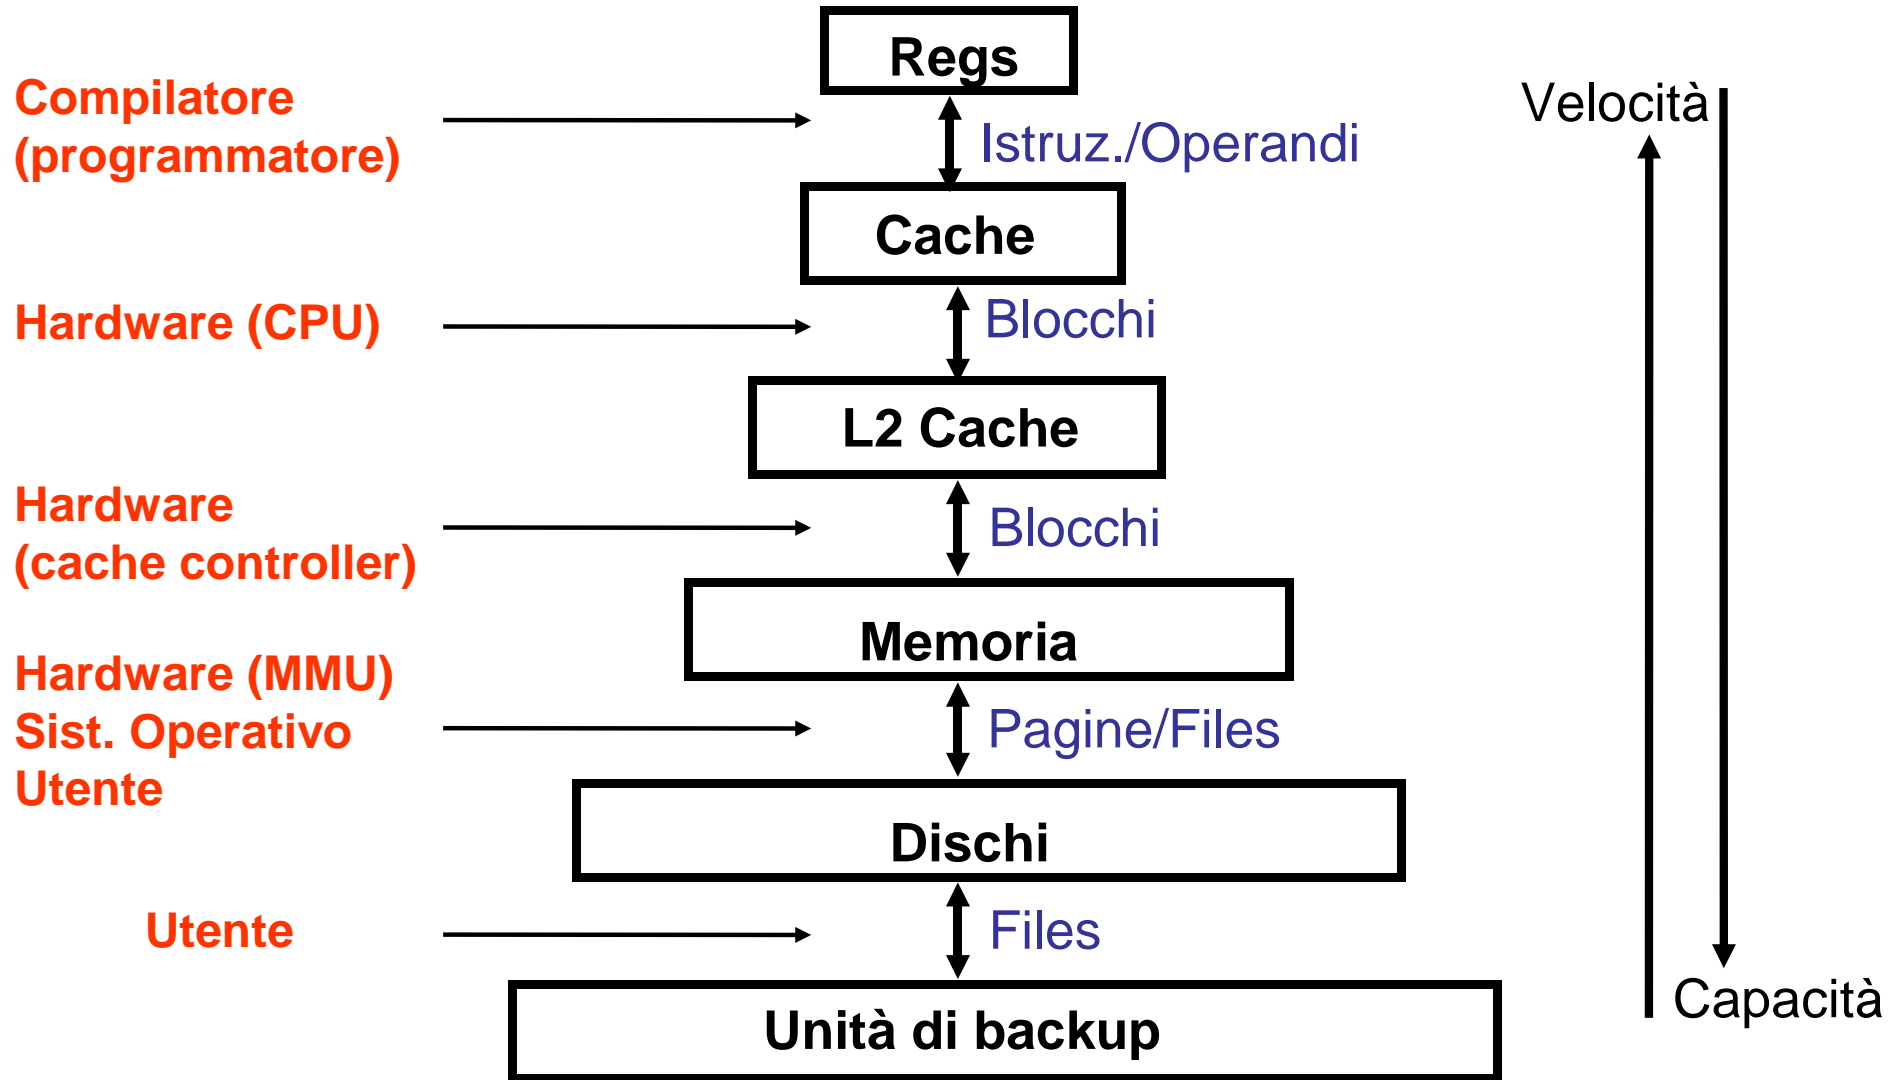 Regs
Compilatore
(programmatore)
Istruz./Operandi
Velocità
Cache
Hardware (CPU)
Blocchi
L2 Cache
Hardware
(cache controller)
Blocchi
Memoria
Hardware (MMU)
Sist. Operativo
Utente
Pagine/Files
Dischi
Utente
Files
Capacità
Unità di backup